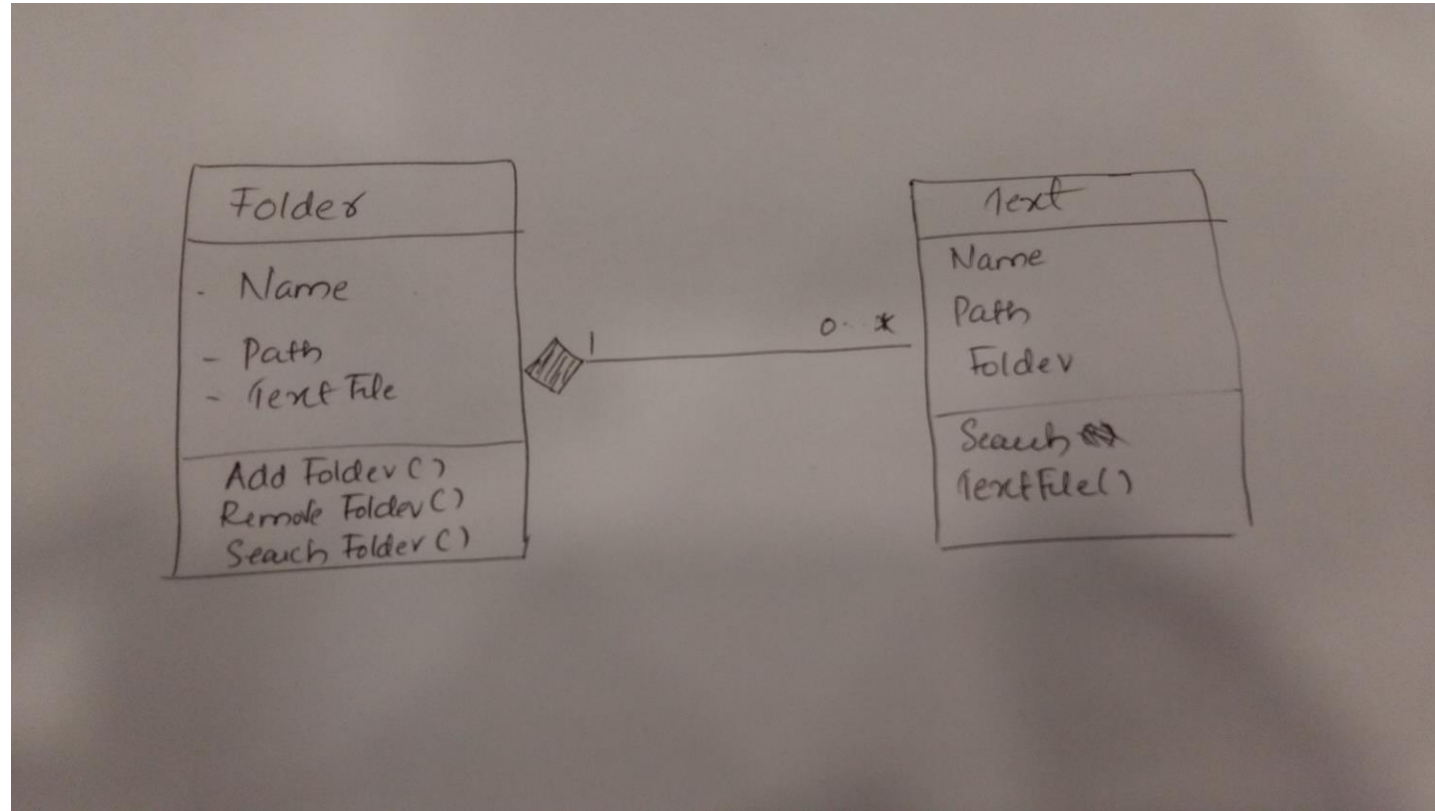 Folder
- Name
- Path
- Text File
Add Folder()
Remove Folder()
Search Folder()
1
0..*
Text
Name
Path
Folder
Search
TextFile()